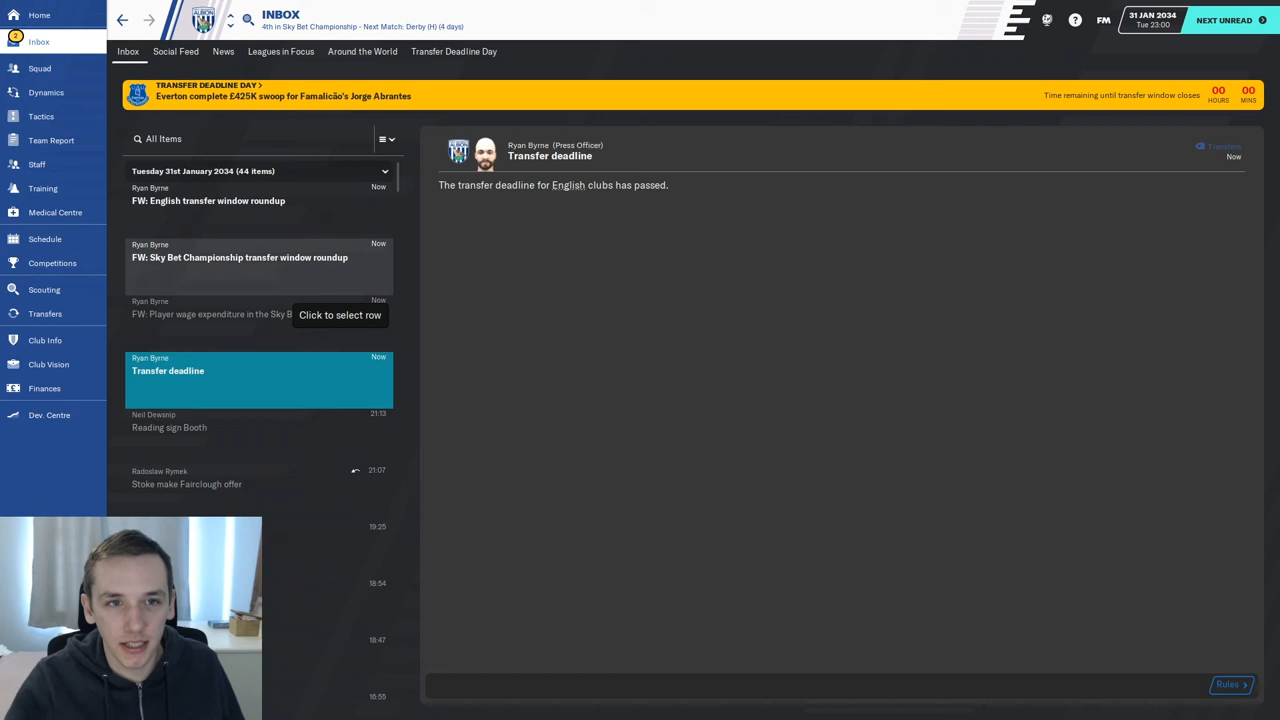 Home
INBOX
4th in Sky Bet Championship - Next Match: Derby (H) (4 days)
FM
31 JAN 2034
Tue 23:00
NEXT UNREAD
2
Inbox
Squad
Dynamics
Tactics
Team Report
Staff
Training
Medical Centre
Schedule
Competitions
Scouting
Transfers
Club Info
Club Vision
Finances
Dev. Centre
Inbox
Social Feed
News
Leagues in Focus
Around the World
Transfer Deadline Day
TRANSFER DEADLINE DAY >
Everton complete £425K swoop for Famalicão's Jorge Abrantes
Time remaining until transfer window closes
00
HOURS
00
MINS
All Items
Tuesday 31st January 2034 (44 items)
Ryan Byrne
Now
FW: English transfer window roundup
Ryan Byrne
Now
FW: Sky Bet Championship transfer window roundup
Ryan Byrne
Now
FW: Player wage expenditure in the Sky B
Click to select row
Ryan Byrne
Now
Transfer deadline
Neil Dewsnip
21:13
Reading sign Booth
Radoslaw Rymek
21:07
Stoke make Fairclough offer
19:25
18:54
18:47
16:55
Ryan Byrne (Press Officer)
Transfer deadline
Transfers
Now
The transfer deadline for English clubs has passed.
Rules >